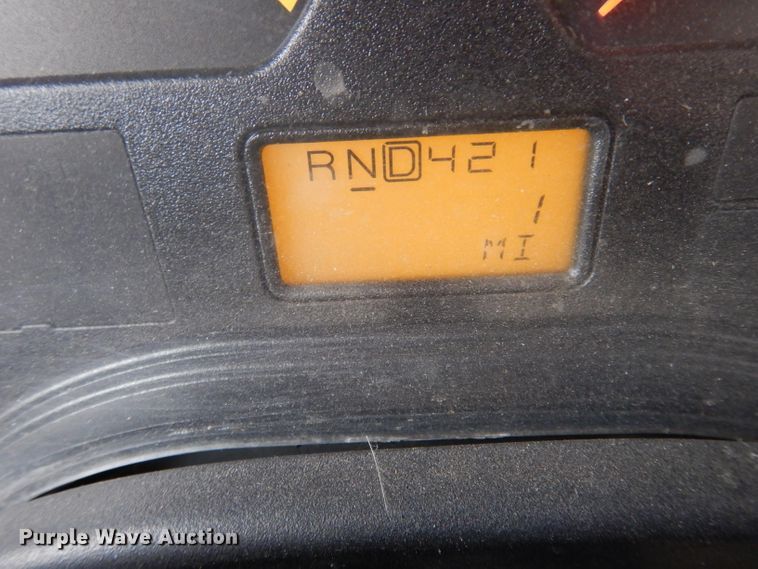 RND421
1
MI
Purple Wave Auction